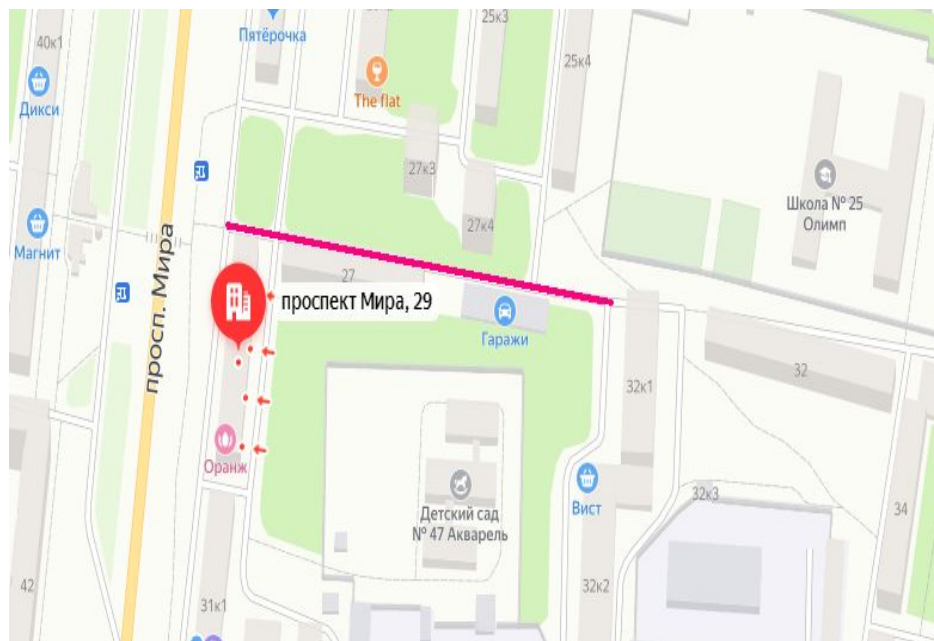 25к3
40к1
Пятёрочка
25к4
Дикси
The flat
27к3
Школа № 25
Олимп
27к4
Магнит
просп. Мира
27
проспект Мира, 29
Гаражи
32
32к1
Оранж
Детский сад
№ 47 Акварель
Вист
32к3
34
42
31к1
32к2